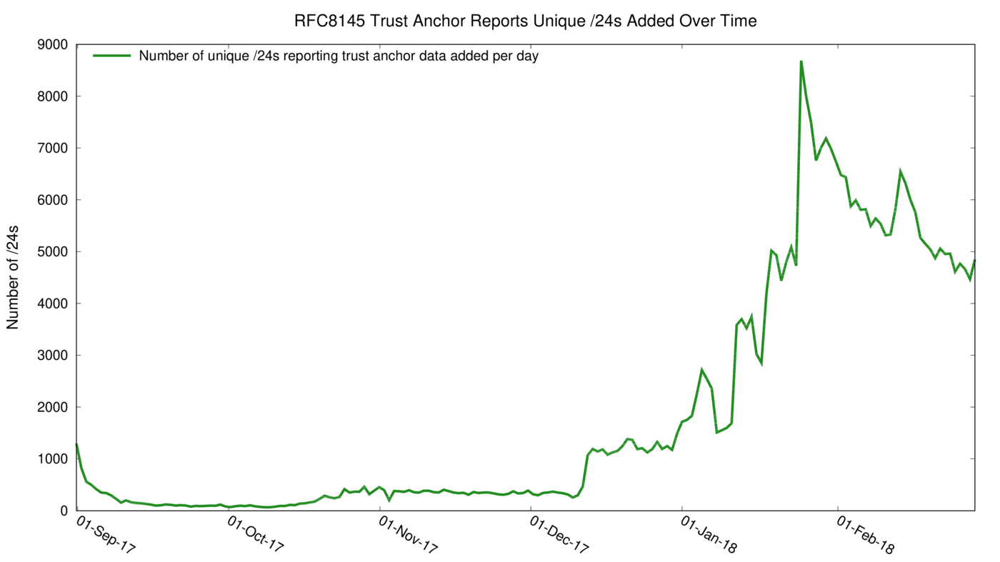 RFC8145 Trust Anchor Reports Unique /24s Added Over Time
Number of unique /24s reporting trust anchor data added per day
9000
8000
7000
6000
5000
4000
3000
2000
1000
0
Number of /24s
01-Sep-17
01-Oct-17
01-Nov-17
01-Dec-17
01-Jan-18
01-Feb-18